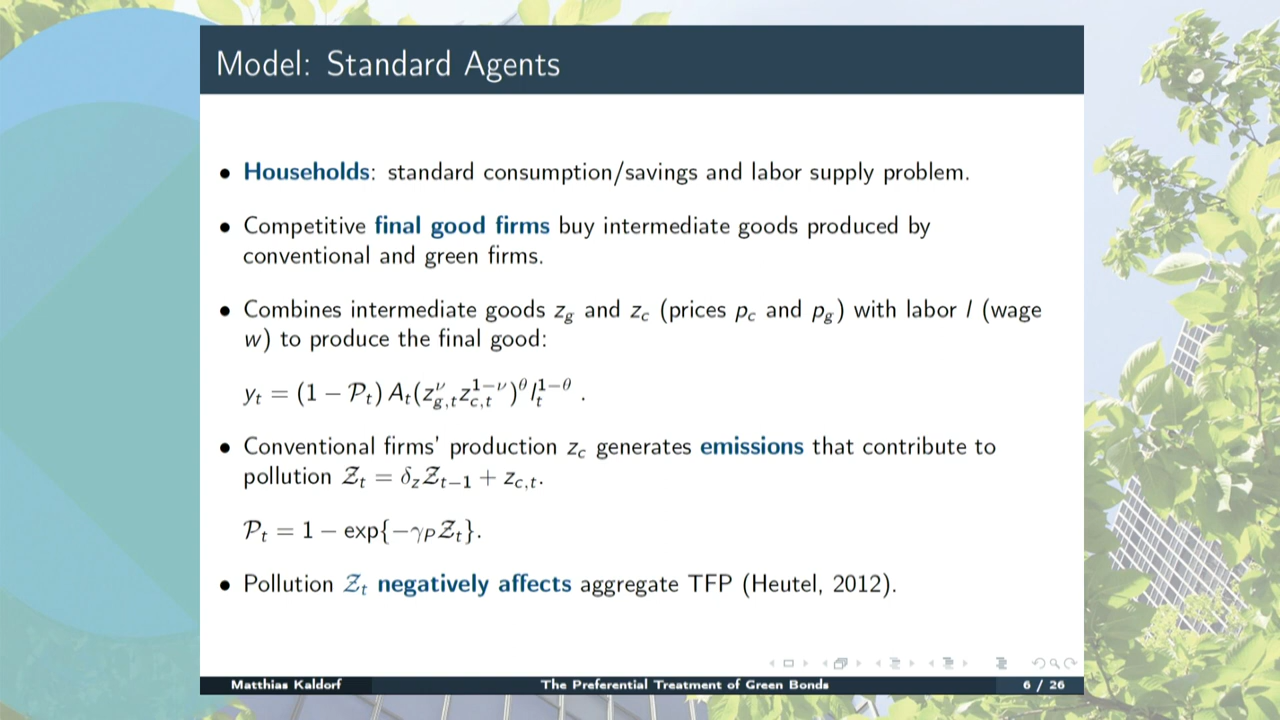 Model: Standard Agents
• Households: standard consumption/savings and labor supply problem.
• Competitive final good firms buy intermediate goods produced by
conventional and green firms.
• Combines intermediate goods z_g and z_c (prices p_c and p_g) with labor l (wage
w) to produce the final good:
y_t = (1 − 𝒫_t) A_t(z_{g,t}^ν z_{c,t}^{1−ν})^θ l_t^{1−θ} .
• Conventional firms' production z_c generates emissions that contribute to
pollution 𝒵_t = δ_z𝒵_{t−1} + z_{c,t}.
𝒫_t = 1 − exp{−γ_P𝒵_t}.
• Pollution 𝒵_t negatively affects aggregate TFP (Heutel, 2012).
Matthias Kaldorf The Preferential Treatment of Green Bonds 6 / 26